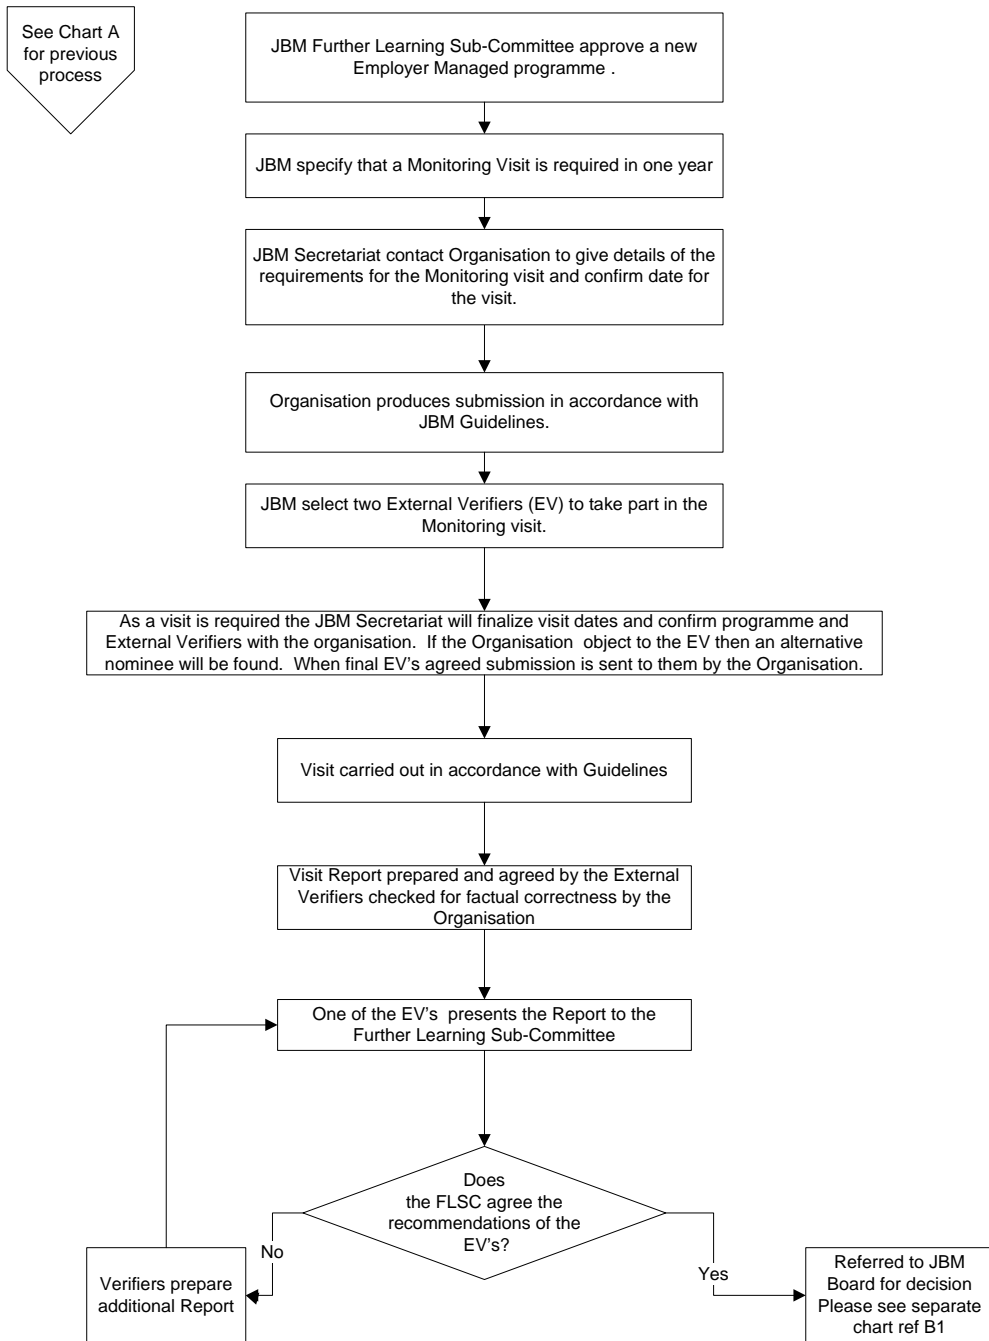 See Chart A
for previous
process
JBM Further Learning Sub-Committee approve a new
Employer Managed programme .
JBM specify that a Monitoring Visit is required in one year
JBM Secretariat contact Organisation to give details of the
requirements for the Monitoring visit and confirm date for
the visit.
Organisation produces submission in accordance with
JBM Guidelines.
JBM select two External Verifiers (EV) to take part in the
Monitoring visit.
As a visit is required the JBM Secretariat will finalize visit dates and confirm programme and
External Verifiers with the organisation.  If the Organisation  object to the EV then an alternative
nominee will be found.  When final EV's agreed submission is sent to them by the Organisation.
Visit carried out in accordance with Guidelines
Visit Report prepared and agreed by the External
Verifiers checked for factual correctness by the
Organisation
One of the EV's  presents the Report to the
Further Learning Sub-Committee
Does
the FLSC agree the
recommendations of the
EV's?
No
Yes
Verifiers prepare
additional Report
Referred to JBM
Board for decision
Please see separate
chart ref B1